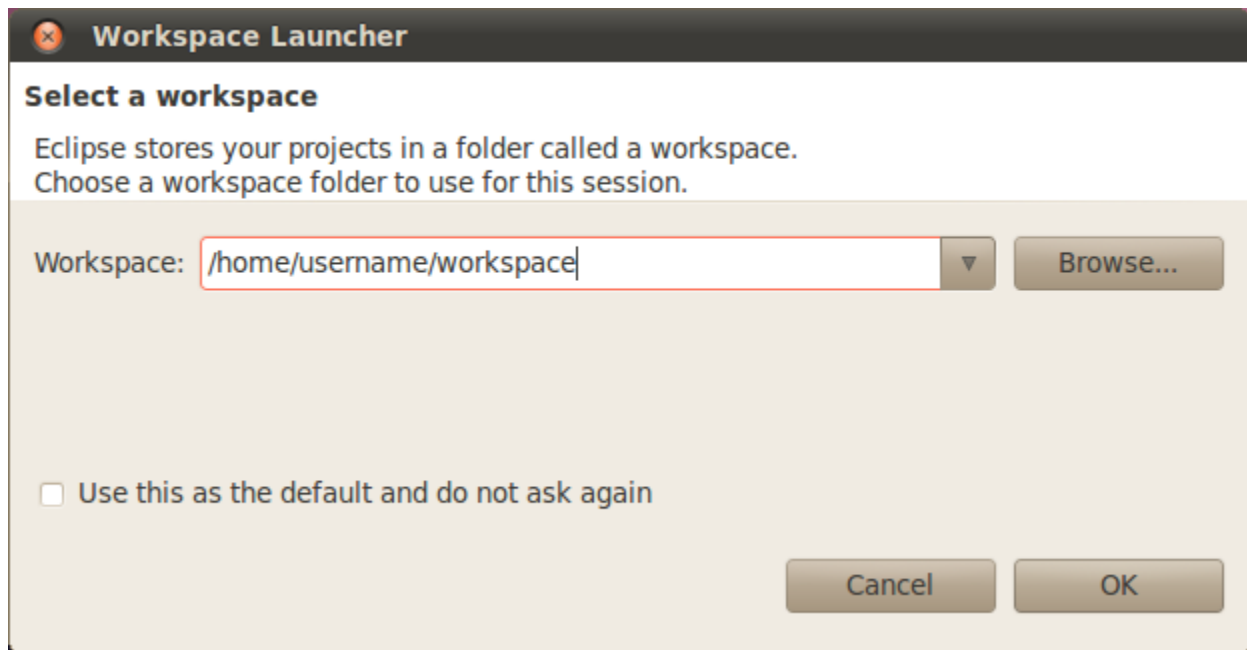 Workspace Launcher
Select a workspace
Eclipse stores your projects in a folder called a workspace.
Choose a workspace folder to use for this session.
Workspace: /home/username/workspace Browse...
Use this as the default and do not ask again
Cancel OK